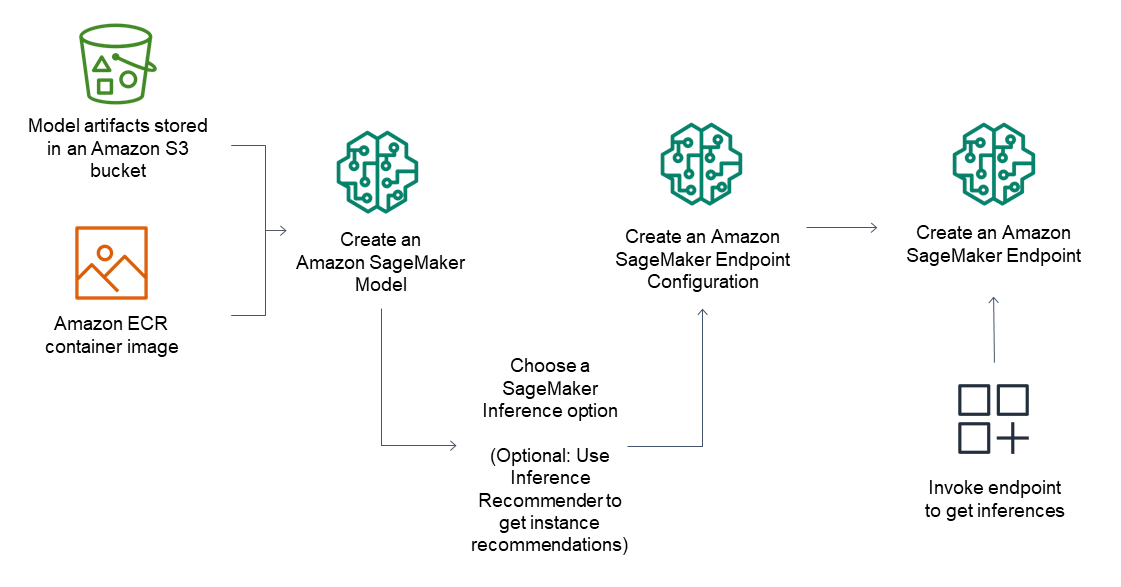 Model artifacts stored
in an Amazon S3
bucket
Amazon ECR
container image
Create an
Amazon SageMaker
Model
Choose a
SageMaker
Inference option
(Optional: Use
Inference
Recommender to
get instance
recommendations)
Create an Amazon
SageMaker Endpoint
Configuration
Create an Amazon
SageMaker Endpoint
Invoke endpoint
to get inferences